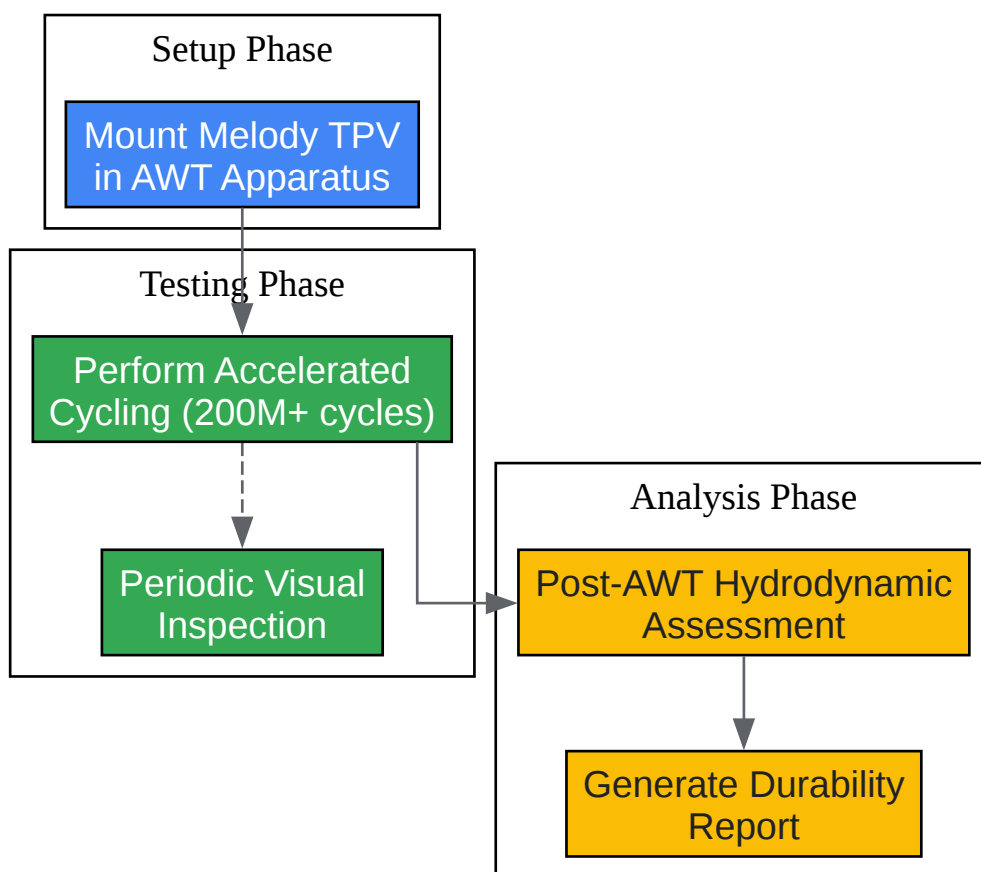 Setup Phase
Mount Melody TPV
in AWT Apparatus
Testing Phase
Perform Accelerated
Cycling (200M+ cycles)
Periodic Visual
Inspection
Analysis Phase
Post-AWT Hydrodynamic
Assessment
Generate Durability
Report